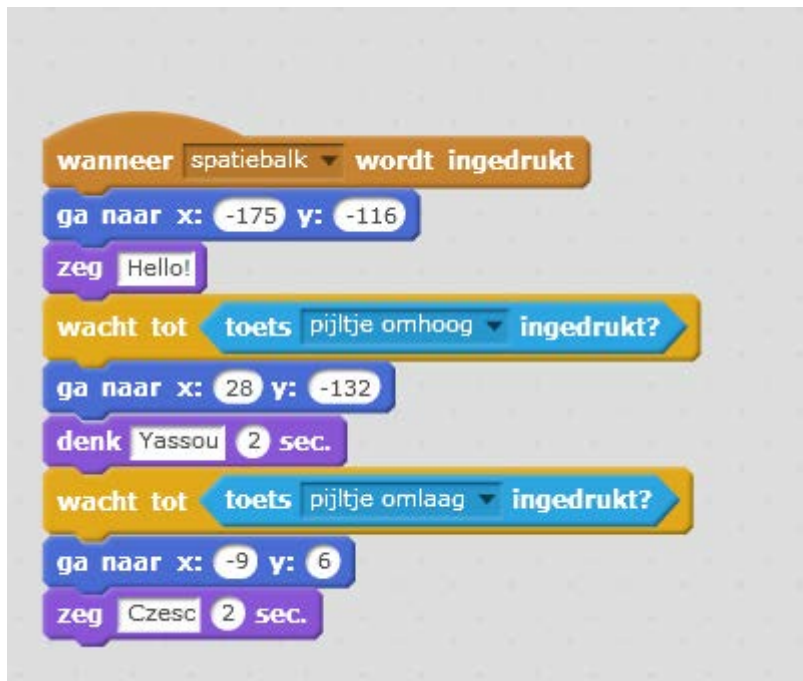 wanneer spatiebalk wordt ingedrukt
ga naar x: -175 y: -116
zeg Hello!
wacht tot toets pijltje omhoog ingedrukt?
ga naar x: 28 y: -132
denk Yassou 2 sec.
wacht tot toets pijltje omlaag ingedrukt?
ga naar x: -9 y: 6
zeg Czesc 2 sec.